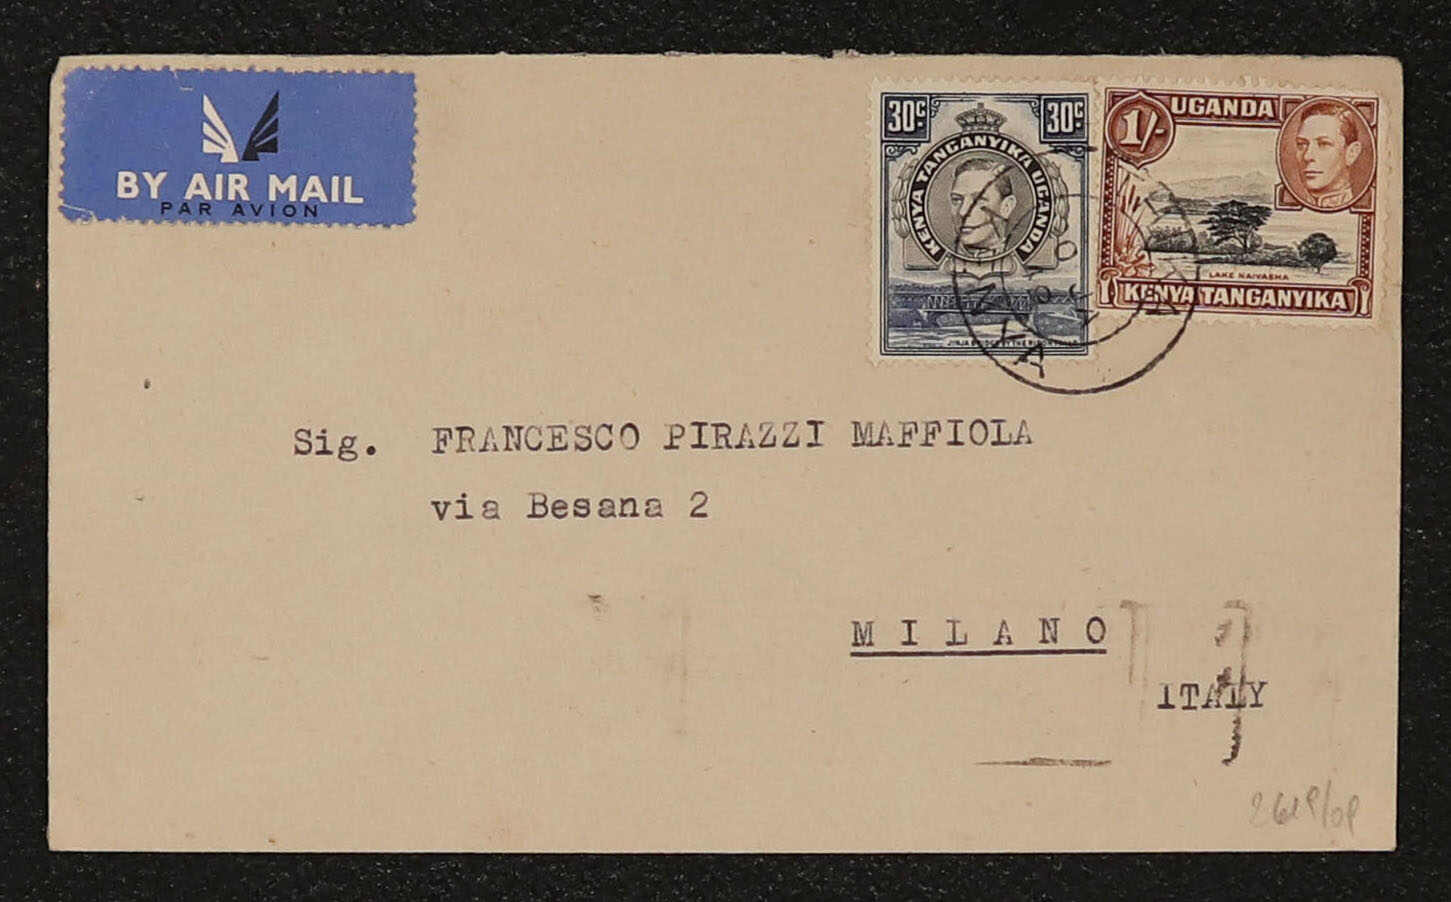 BY AIR MAIL
PAR AVION
30C
30C
KENYA TANGANYIKA UGANDA
UGANDA
1/-
LAKE NAIVASHA
KENYA TANGANYIKA
KENYA
Sig. FRANCESCO PIRAZZI MAFFIOLA
via Besana 2
MILANO
ITALY